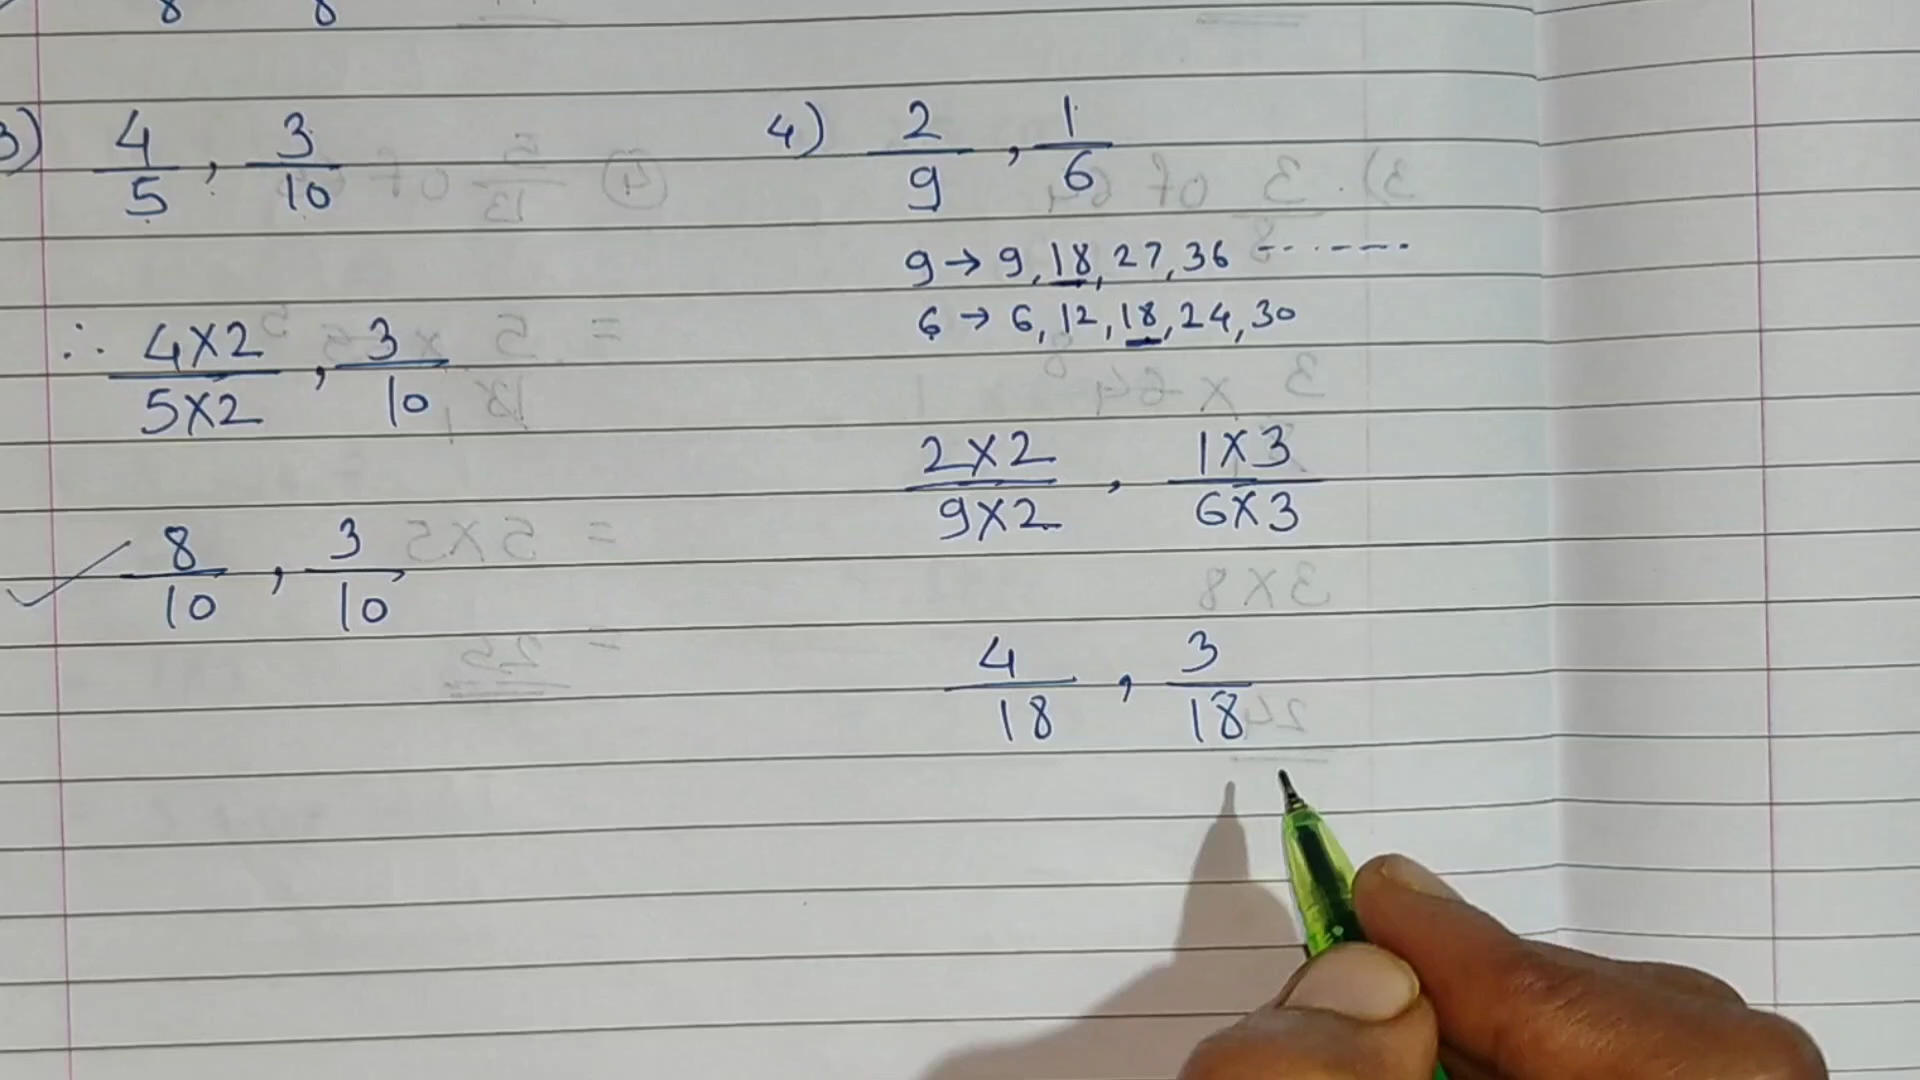 3) 4/5 , 3/10
∴ 4×2/5×2 , 3/10
8/10 , 3/10
4) 2/9 , 1/6
9 → 9, 18, 27, 36 -------
6 → 6, 12, 18, 24, 30
2×2/9×2 , 1×3/6×3
4/18 , 3/18